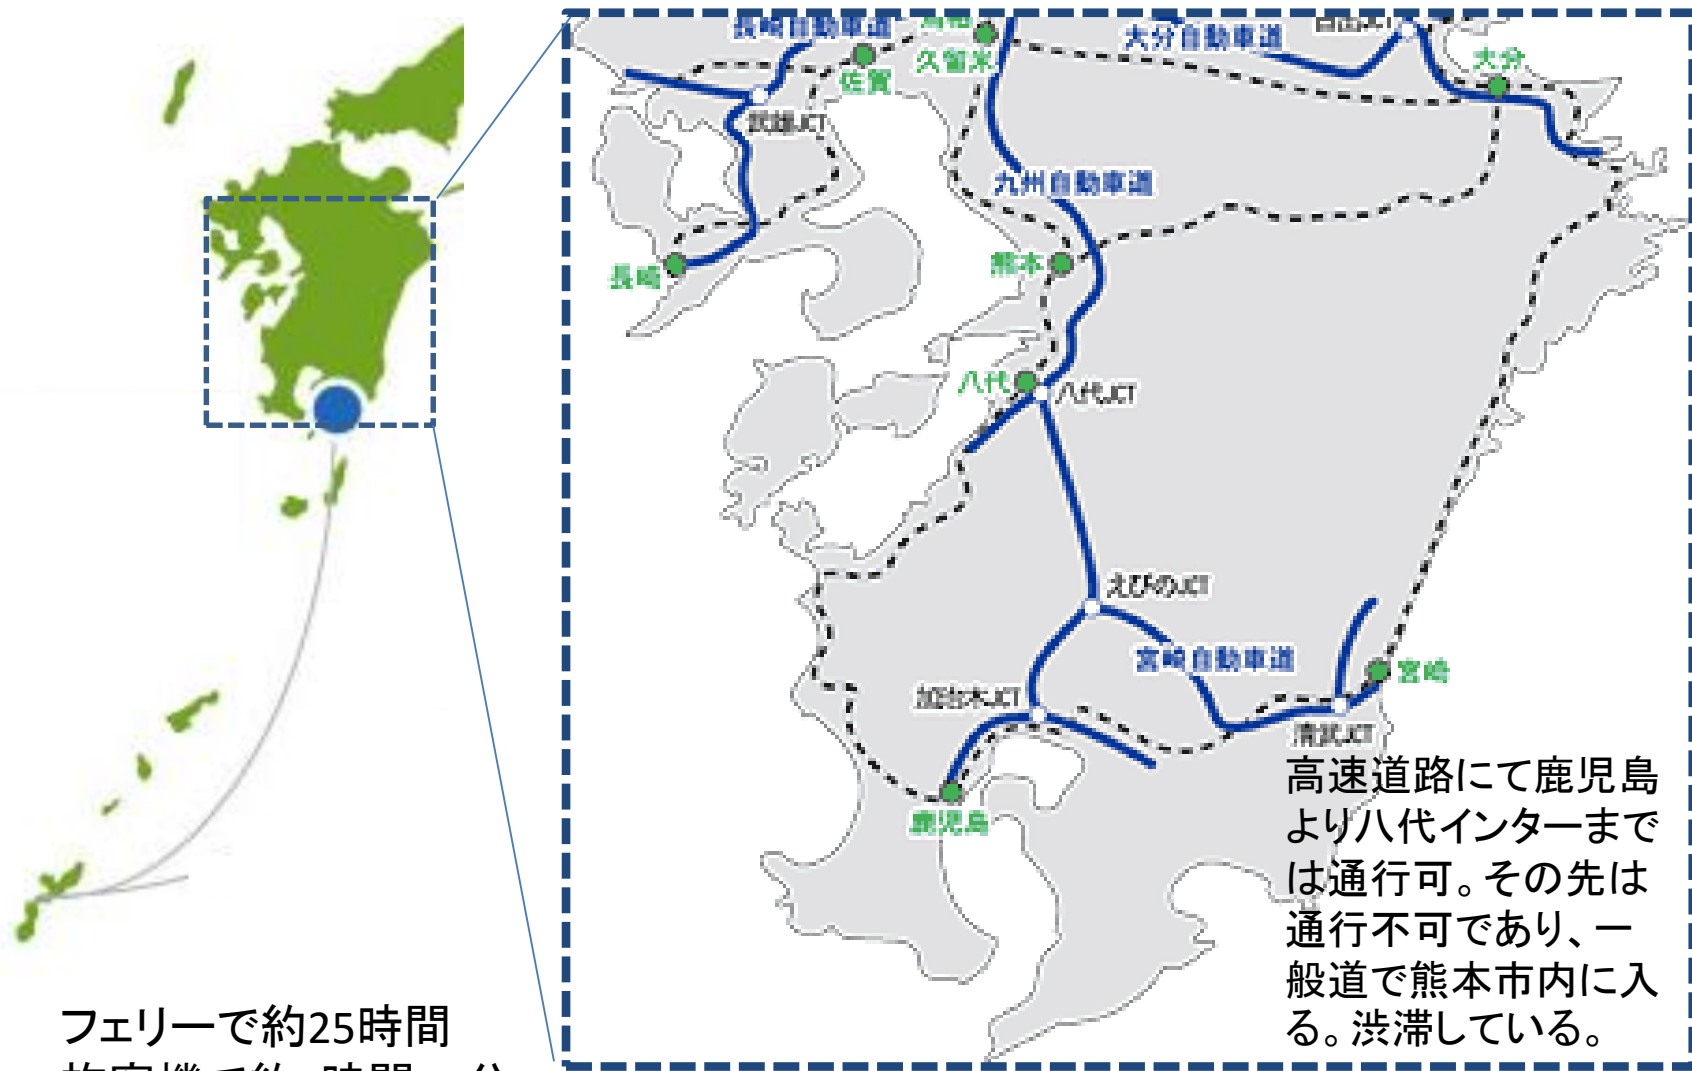 長崎自動車道
久留米
大分自動車道
大分
佐賀
武雄JCT
九州自動車道
長崎
熊本
八代
八代JCT
えびのJCT
宮崎自動車道
宮崎
加治木JCT
清武JCT
鹿児島
高速道路にて鹿児島
より八代インターまで
は通行可。その先は
通行不可であり、一
般道で熊本市内に入
る。渋滞している。
フェリーで約25時間